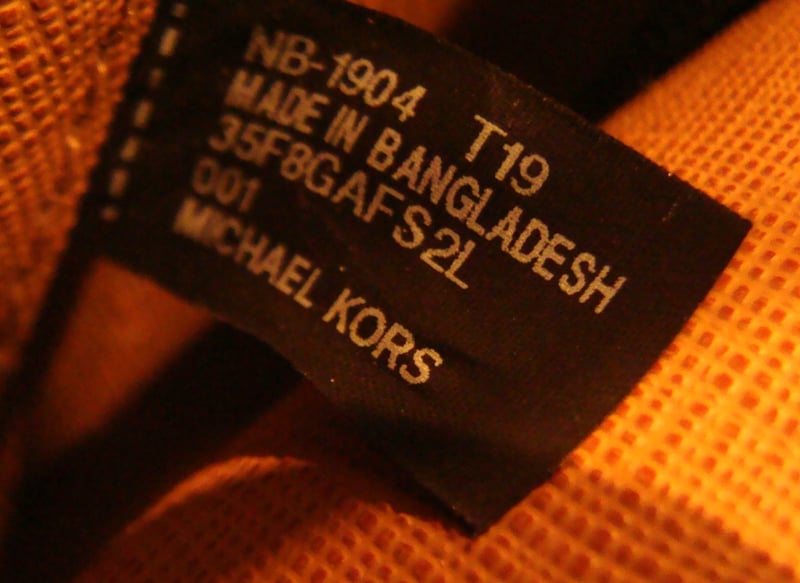 NB-1904 T19
MADE IN BANGLADESH
35F8GAFS2L
001
MICHAEL KORS